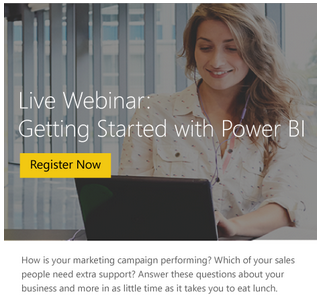 Live Webinar:
Getting Started with Power BI
Register Now
How is your marketing campaign performing? Which of your sales
people need extra support? Answer these questions about your
business and more in as little time as it takes you to eat lunch.